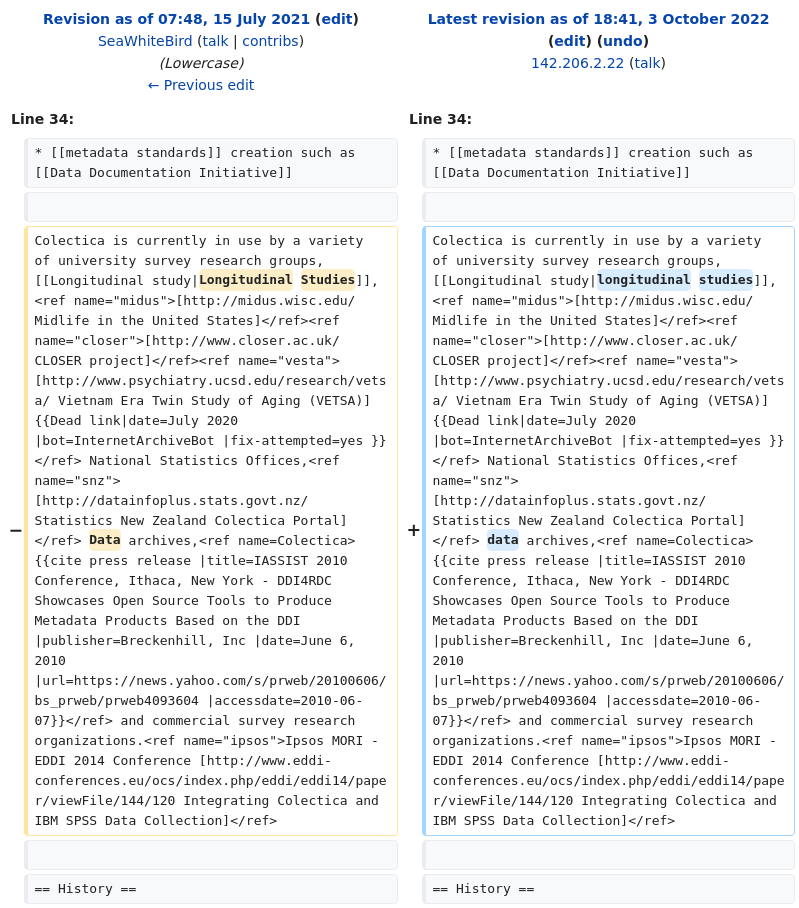 Revision as of 07:48, 15 July 2021 (edit)
SeaWhiteBird (talk | contribs)
(Lowercase)
← Previous edit
Line 34:
* [[metadata standards]] creation such as
[[Data Documentation Initiative]]
Colectica is currently in use by a variety
of university survey research groups,
[[Longitudinal study|Longitudinal Studies]],
<ref name="midus">[http://midus.wisc.edu/
Midlife in the United States]</ref><ref
name="closer">[http://www.closer.ac.uk/
CLOSER project]</ref><ref name="vesta">
[http://www.psychiatry.ucsd.edu/research/vets
a/ Vietnam Era Twin Study of Aging (VETSA)]
{{Dead link|date=July 2020
|bot=InternetArchiveBot |fix-attempted=yes }}
</ref> National Statistics Offices,<ref
name="snz">
[http://datainfoplus.stats.govt.nz/
Statistics New Zealand Colectica Portal]
− </ref> Data archives,<ref name=Colectica>
{{cite press release |title=IASSIST 2010
Conference, Ithaca, New York - DDI4RDC
Showcases Open Source Tools to Produce
Metadata Products Based on the DDI
|publisher=Breckenhill, Inc |date=June 6,
2010
|url=https://news.yahoo.com/s/prweb/20100606/
bs_prweb/prweb4093604 |accessdate=2010-06-
07}}</ref> and commercial survey research
organizations.<ref name="ipsos">Ipsos MORI -
EDDI 2014 Conference [http://www.eddi-
conferences.eu/ocs/index.php/eddi/eddi14/pape
r/viewFile/144/120 Integrating Colectica and
IBM SPSS Data Collection]</ref>
== History ==
Latest revision as of 18:41, 3 October 2022
(edit) (undo)
142.206.2.22 (talk)
Line 34:
* [[metadata standards]] creation such as
[[Data Documentation Initiative]]
Colectica is currently in use by a variety
of university survey research groups,
[[Longitudinal study|longitudinal studies]],
<ref name="midus">[http://midus.wisc.edu/
Midlife in the United States]</ref><ref
name="closer">[http://www.closer.ac.uk/
CLOSER project]</ref><ref name="vesta">
[http://www.psychiatry.ucsd.edu/research/vets
a/ Vietnam Era Twin Study of Aging (VETSA)]
{{Dead link|date=July 2020
|bot=InternetArchiveBot |fix-attempted=yes }}
</ref> National Statistics Offices,<ref
name="snz">
[http://datainfoplus.stats.govt.nz/
Statistics New Zealand Colectica Portal]
+ </ref> data archives,<ref name=Colectica>
{{cite press release |title=IASSIST 2010
Conference, Ithaca, New York - DDI4RDC
Showcases Open Source Tools to Produce
Metadata Products Based on the DDI
|publisher=Breckenhill, Inc |date=June 6,
2010
|url=https://news.yahoo.com/s/prweb/20100606/
bs_prweb/prweb4093604 |accessdate=2010-06-
07}}</ref> and commercial survey research
organizations.<ref name="ipsos">Ipsos MORI -
EDDI 2014 Conference [http://www.eddi-
conferences.eu/ocs/index.php/eddi/eddi14/pape
r/viewFile/144/120 Integrating Colectica and
IBM SPSS Data Collection]</ref>
== History ==